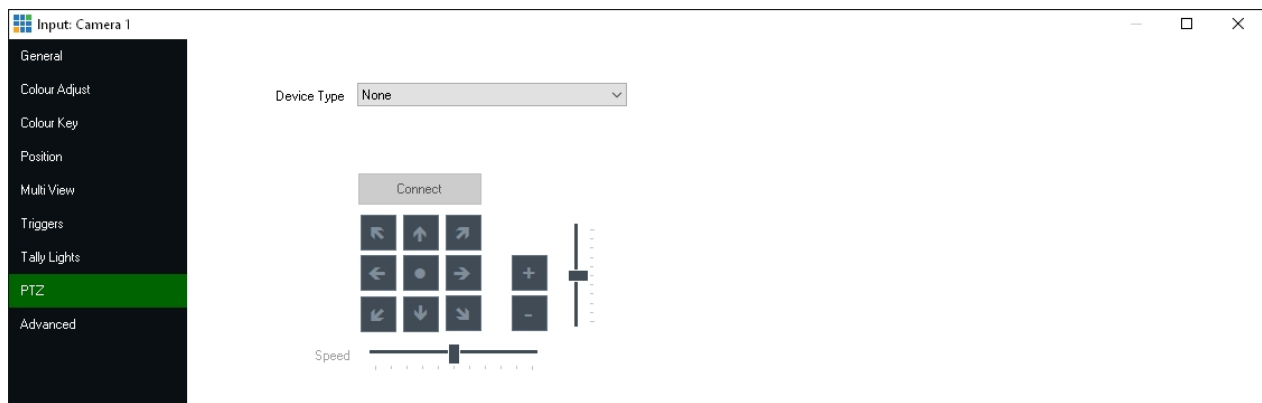 Input: Camera 1
General
Colour Adjust
Colour Key
Position
Multi View
Triggers
Tally Lights
PTZ
Advanced
Device Type None
Connect
+
-
Speed